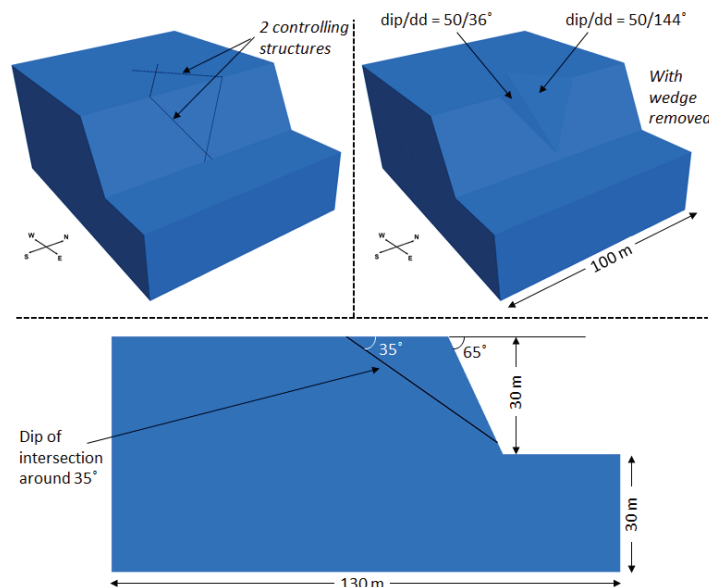 2 controlling
structures
dip/dd = 50/36°
dip/dd = 50/144°
With
wedge
removed
W
N
S
E
W
N
S
E
100 m
35°
65°
30 m
Dip of
intersection
around 35°
30 m
130 m